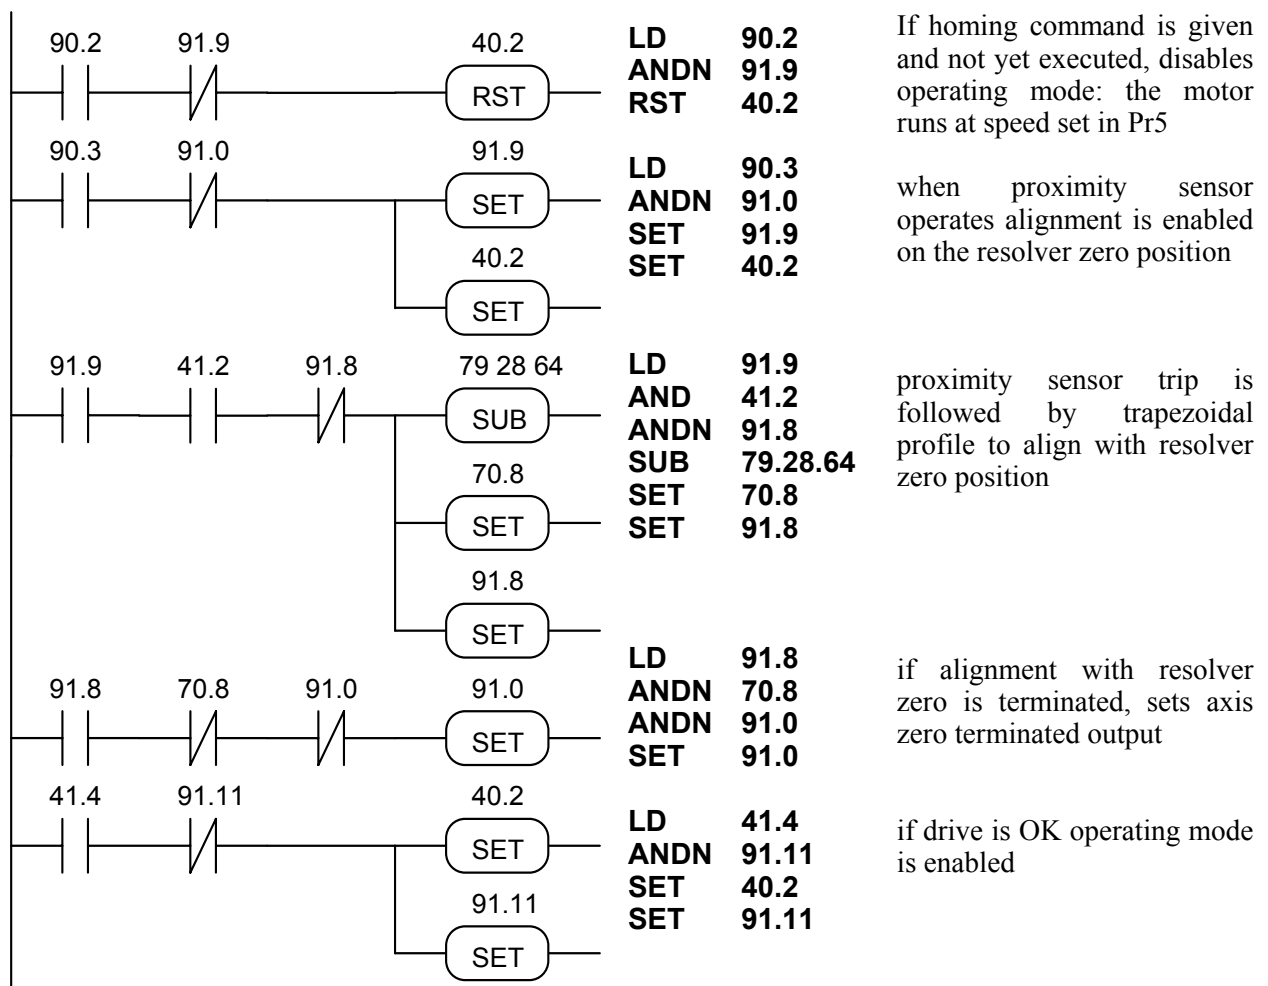 90.2 91.9 40.2
RST
LD 90.2
ANDN 91.9
RST 40.2
If homing command is given
and not yet executed, disables
operating mode: the motor
runs at speed set in Pr5
90.3 91.0 91.9
SET
40.2
SET
LD 90.3
ANDN 91.0
SET 91.9
SET 40.2
when proximity sensor
operates alignment is enabled
on the resolver zero position
91.9 41.2 91.8 79 28 64
SUB
70.8
SET
91.8
SET
LD 91.9
AND 41.2
ANDN 91.8
SUB 79.28.64
SET 70.8
SET 91.8
proximity sensor trip is
followed by trapezoidal
profile to align with resolver
zero position
91.8 70.8 91.0 91.0
SET
LD 91.8
ANDN 70.8
ANDN 91.0
SET 91.0
if alignment with resolver
zero is terminated, sets axis
zero terminated output
41.4 91.11 40.2
SET
91.11
SET
LD 41.4
ANDN 91.11
SET 40.2
SET 91.11
if drive is OK operating mode
is enabled